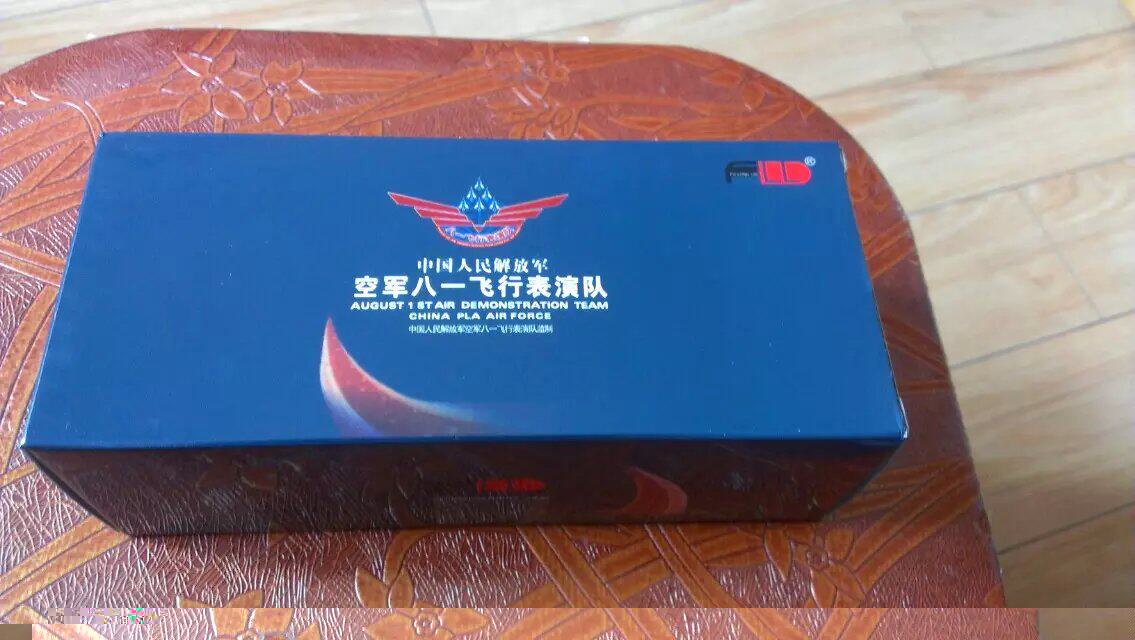 中国人民解放军
空军八一飞行表演队
AUGUST 1 ST AIR DEMONSTRATION TEAM
CHINA PLA AIR FORCE
中国人民解放军空军八一飞行表演队监制